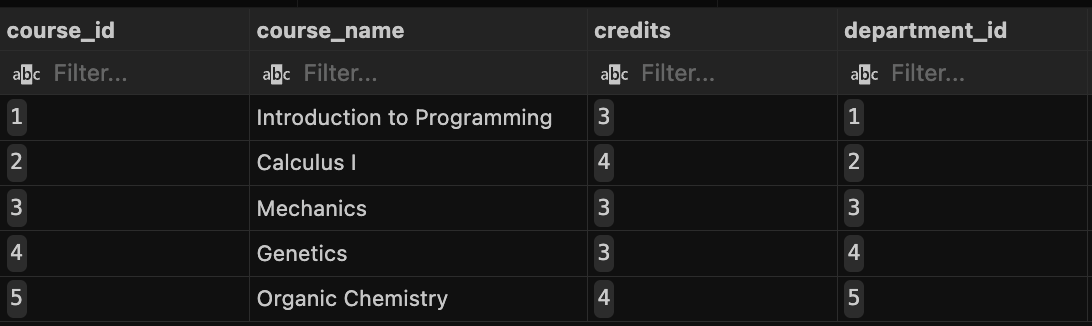 course_id course_name credits department_id
abc Filter... abc Filter... abc Filter... abc Filter...
1 Introduction to Programming 3 1
2 Calculus I 4 2
3 Mechanics 3 3
4 Genetics 3 4
5 Organic Chemistry 4 5